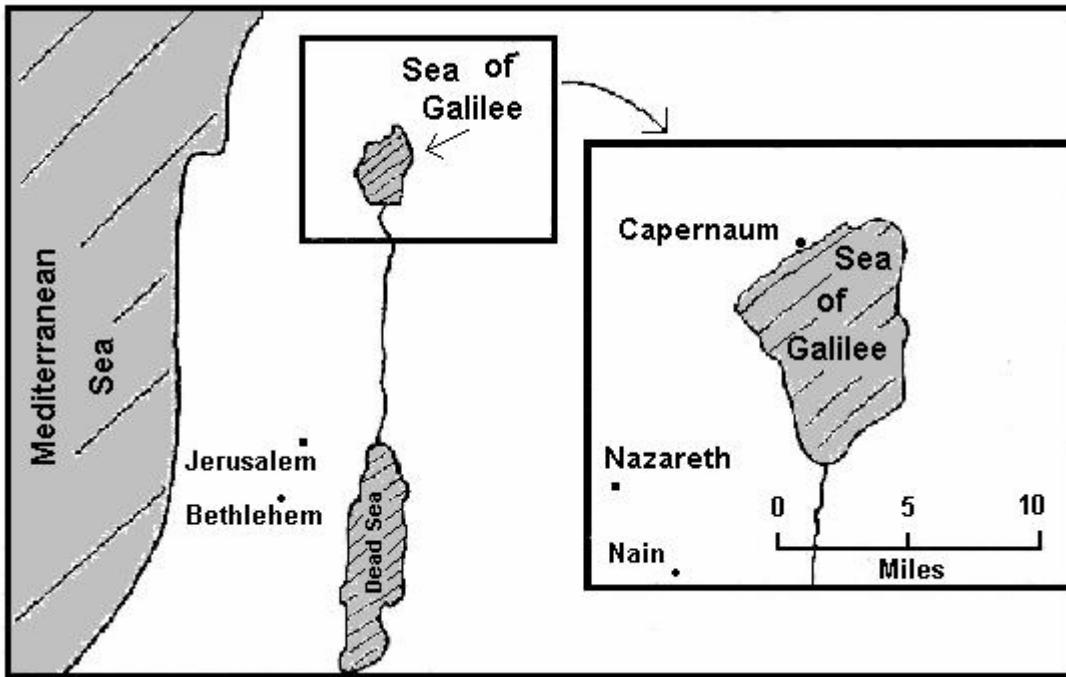 Sea of
Galilee
Mediterranean
Sea
Jerusalem
Bethlehem
Dead Sea
Capernaum
Sea
of
Galilee
Nazareth
Nain
0 5 10
Miles